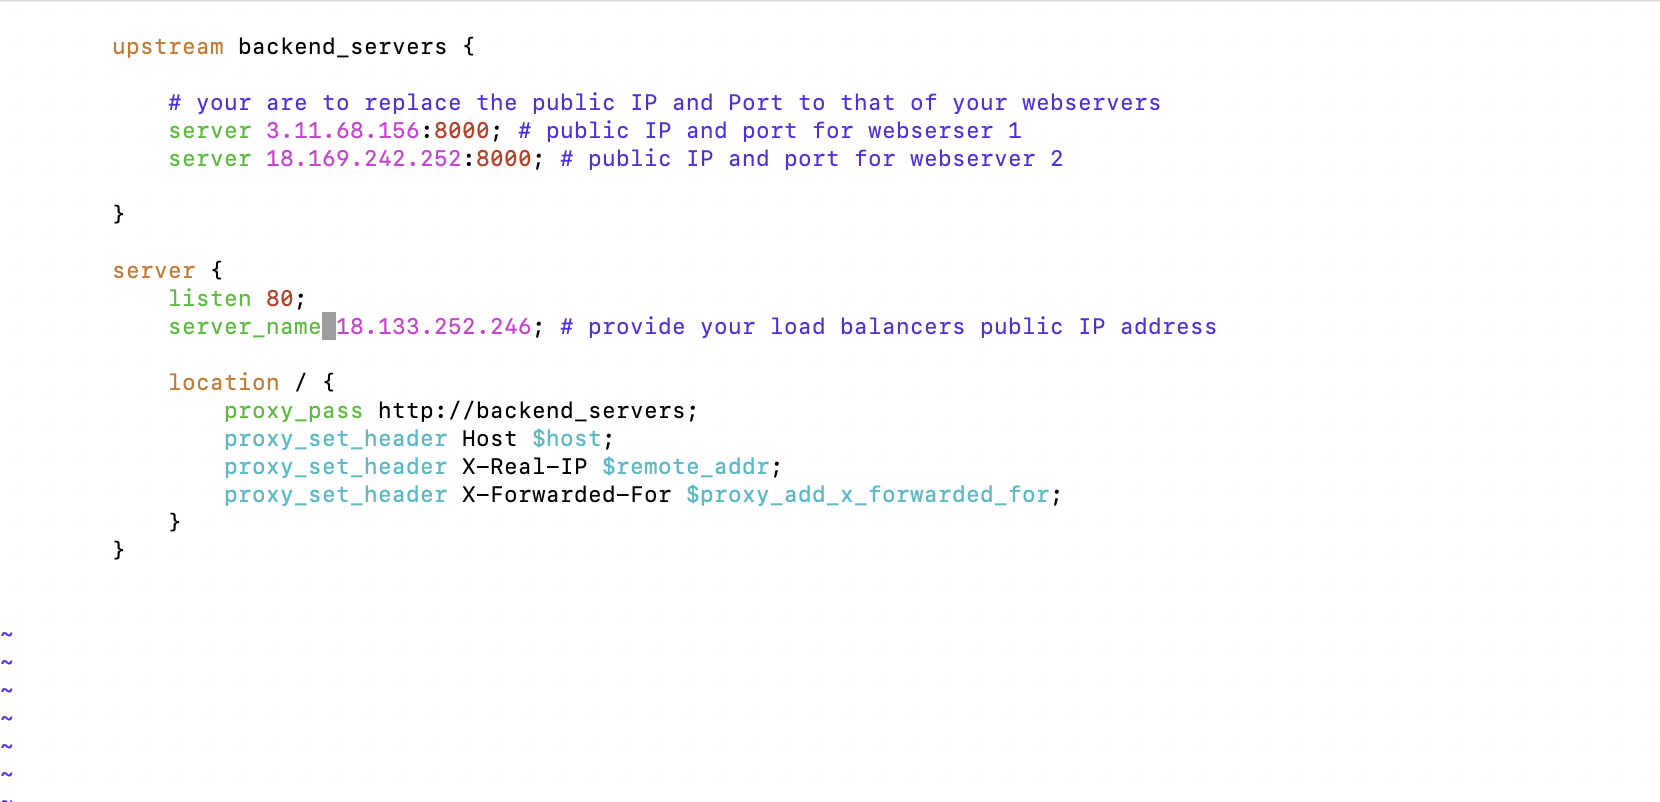 upstream backend_servers {
# your are to replace the public IP and Port to that of your webservers
server 3.11.68.156:8000; # public IP and port for webserser 1
server 18.169.242.252:8000; # public IP and port for webserver 2
}
server {
listen 80;
server_name 18.133.252.246; # provide your load balancers public IP address
location / {
proxy_pass http://backend_servers;
proxy_set_header Host $host;
proxy_set_header X-Real-IP $remote_addr;
proxy_set_header X-Forwarded-For $proxy_add_x_forwarded_for;
}
}
~
~
~
~
~
~
~